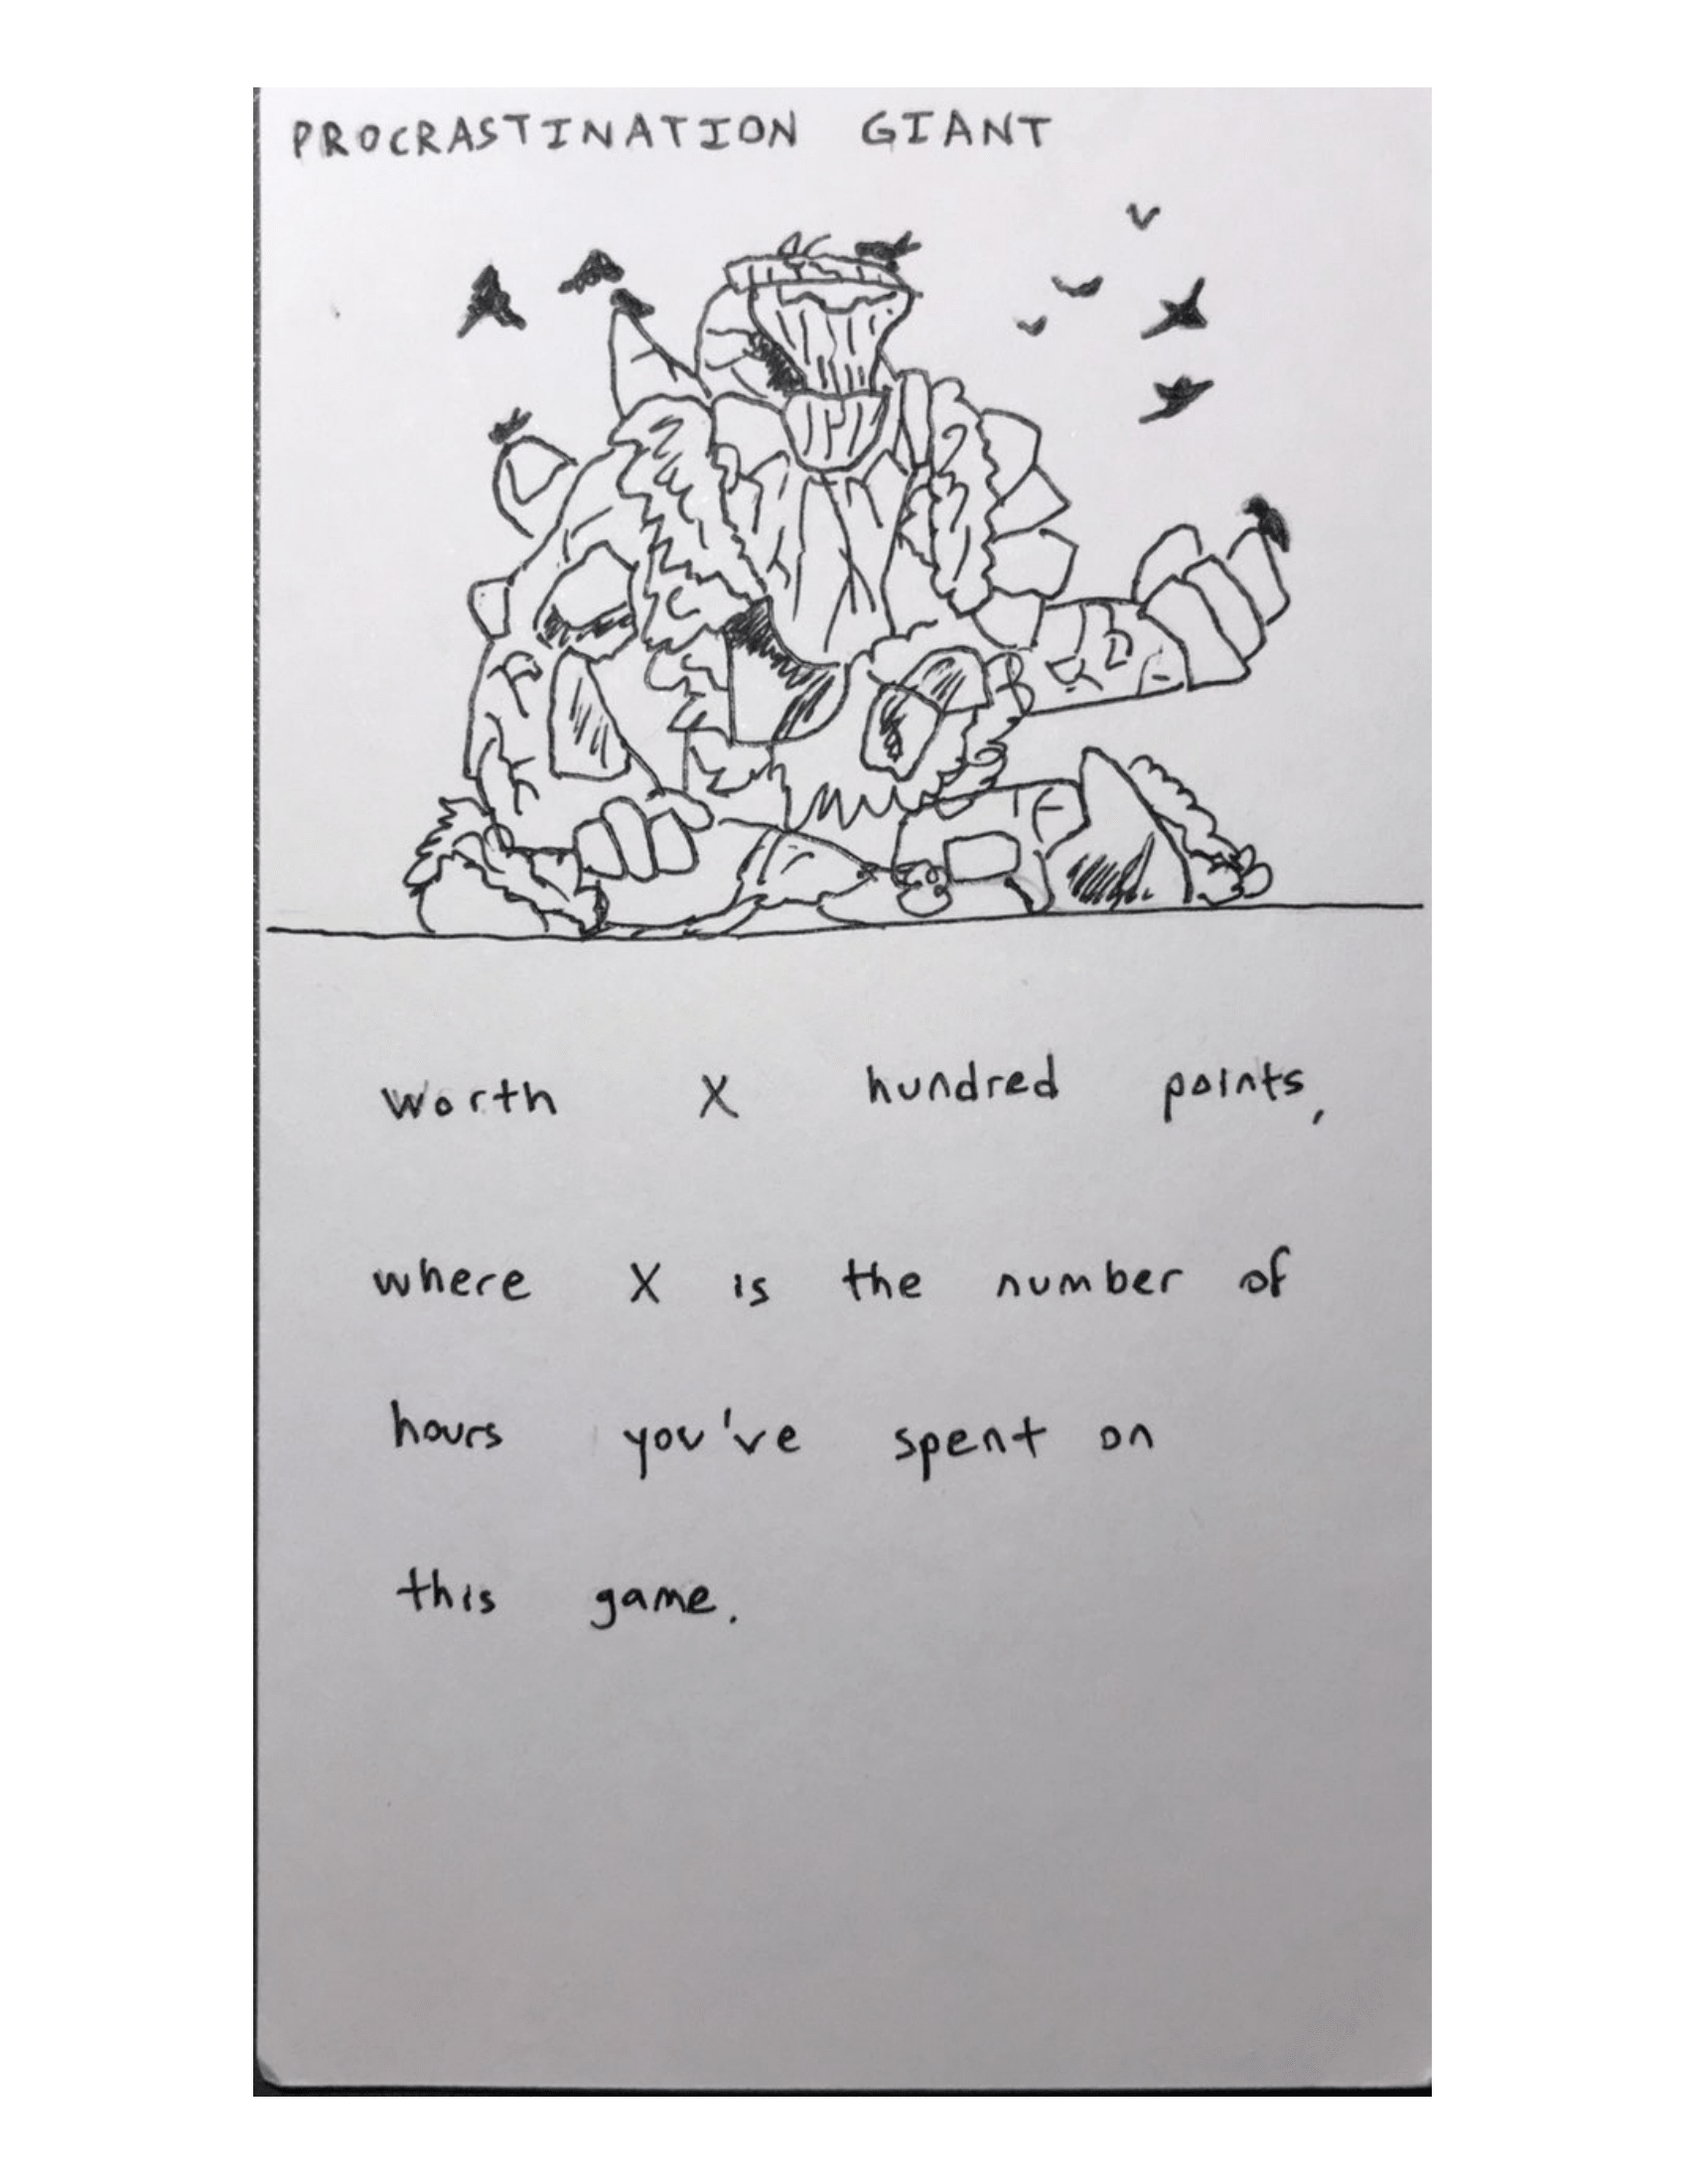 PROCRASTINATION GIANT
worth X hundred points,
where X is the number of
hours you've spent on
this game.